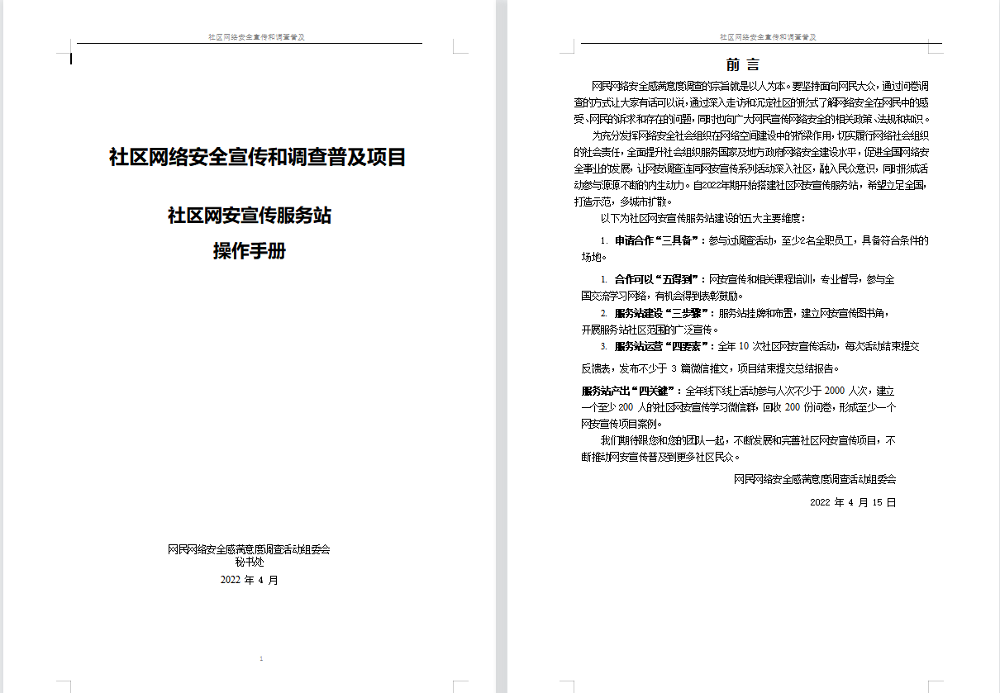 社区网络安全宣传和调查普及
社区网络安全宣传和调查普及项目
社区网安宣传服务站
操作手册
网民网络安全感满意度调查活动组委会
秘书处
2022 年 4 月
1
社区网络安全宣传和调查普及
前 言
网民网络安全感满意度调查的宗旨就是以人为本。要坚持面向网民大众，通过问卷调
查的方式让大家有话可以说，通过深入走访和沉淀社区的形式了解网络安全在网民中的感
受、网民的诉求和存在的问题，同时也向广大网民宣传网络安全的相关政策、法规和知识。
为充分发挥网络安全社会组织在网络空间建设中的桥梁作用，切实履行网络社会组织
的社会责任，全面提升社会组织服务国家及地方政府网络安全建设水平，促进全国网络安
全事业的发展，让网安调查连同网安宣传系列活动深入社区，融入民众意识，同时形成活
动参与源源不断的内生动力。自2022年期开始搭建社区网安宣传服务站，希望立足全国，
打造示范，多城市扩散。
以下为社区网安宣传服务站建设的五大主要维度：
1. 申请合作“三具备”：参与过调查活动，至少2名全职员工，具备符合条件的
场地。
1. 合作可以“五得到”：网安宣传和相关课程培训，专业督导，参与全
国交流学习网络，有机会得到表彰鼓励。
2. 服务站建设“三步骤”：服务站挂牌和布置，建立网安宣传图书角，
开展服务站社区范围的广泛宣传。
3. 服务站运营“四要素”：全年 10 次社区网安宣传活动，每次活动结束提交
反馈表，发布不少于 3 篇微信推文，项目结束提交总结报告。
服务站产出“四关键”：全年线下线上活动参与人次不少于 2000 人次，建立
一个至少 200 人的社区网安宣传学习微信群，回收 200 份问卷，形成至少一个
网安宣传项目案例。
我们期待跟您和您的团队一起，不断发展和完善社区网安宣传项目，不
断推动网安宣传普及到更多社区民众。
网民网络安全感满意度调查活动组委会
2022 年 4 月 15 日